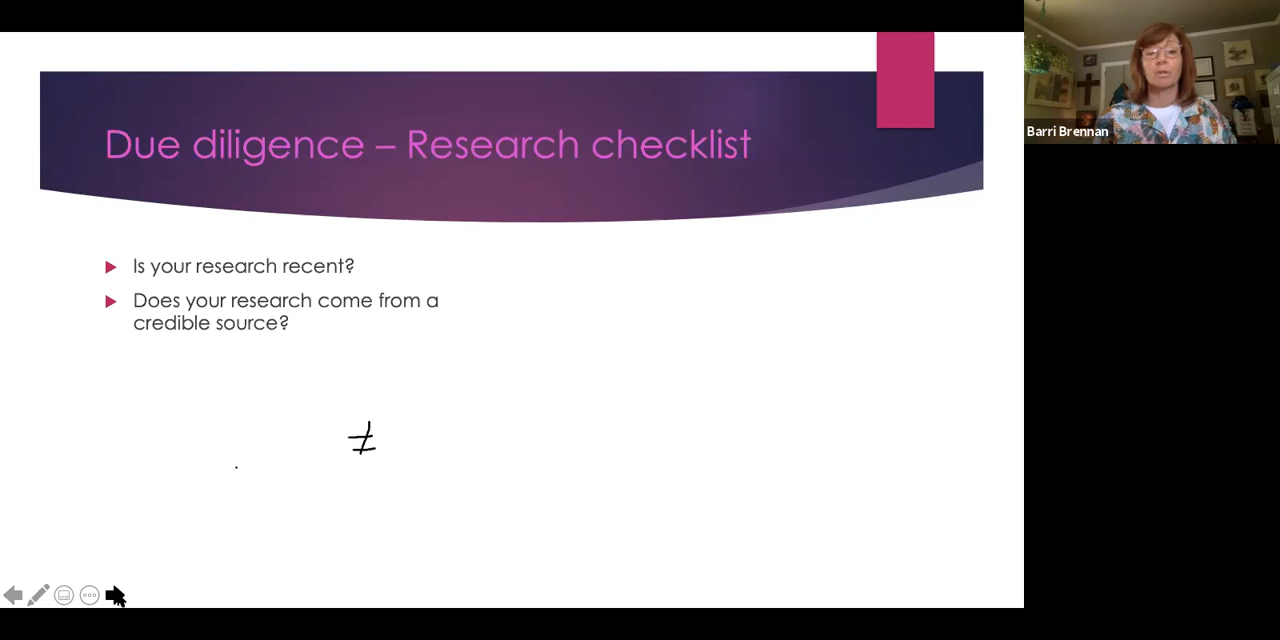 Due diligence – Research checklist
Is your research recent?
Does your research come from a
credible source?
≠
Barri Brennan